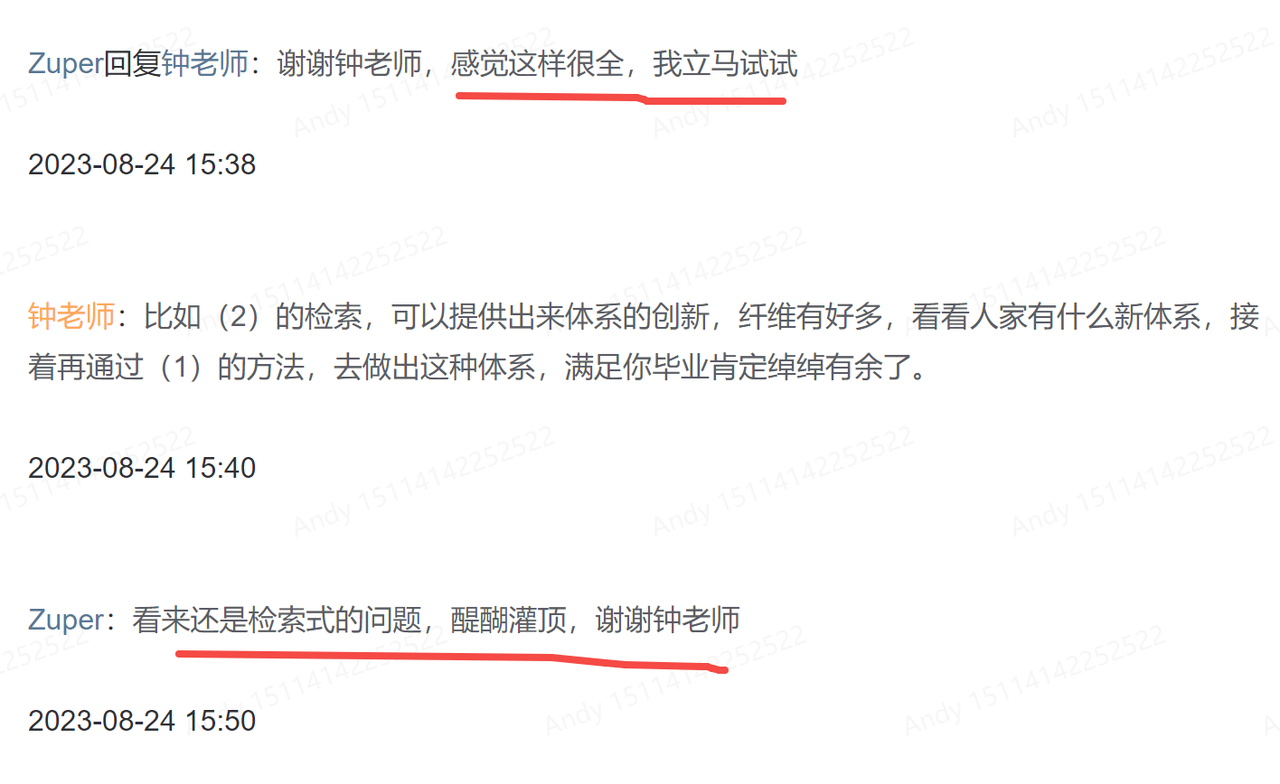 Zuper回复钟老师：谢谢钟老师，感觉这样很全，我立马试试
2023-08-24 15:38
钟老师：比如（2）的检索，可以提供出来体系的创新，纤维有好多，看看人家有什么新体系，接
着再通过（1）的方法，去做出这种体系，满足你毕业肯定绰绰有余了。
2023-08-24 15:40
Zuper：看来还是检索式的问题，醍醐灌顶，谢谢钟老师
2023-08-24 15:50
Andy 15114142252522